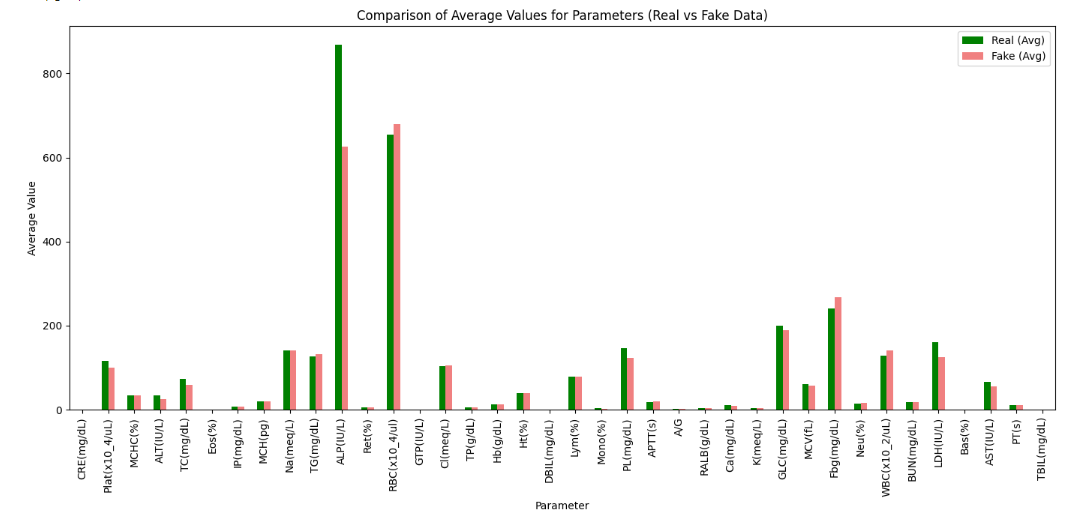 Comparison of Average Values for Parameters (Real vs Fake Data)
Real (Avg)
Fake (Avg)
Average Value
800
600
400
200
0
CRE(mg/dL)
Plat(x10_4/uL)
MCHC(%)
ALT(IU/L)
TC(mg/dL)
Eos(%)
IP(mg/dL)
MCH(pg)
Na(meq/L)
TG(mg/dL)
ALP(IU/L)
Ret(%)
RBC(x10_4/ul)
GTP(IU/L)
Cl(meq/L)
TP(g/dL)
Hb(g/dL)
Ht(%)
DBIL(mg/dL)
Lym(%)
Mono(%)
PL(mg/dL)
APTT(s)
A/G
RALB(g/dL)
Ca(mg/dL)
K(meq/L)
GLC(mg/dL)
MCV(fL)
Fbg(mg/dL)
Neu(%)
WBC(x10_2/uL)
BUN(mg/dL)
LDH(IU/L)
Bas(%)
AST(IU/L)
PT(s)
TBIL(mg/dL)
Parameter